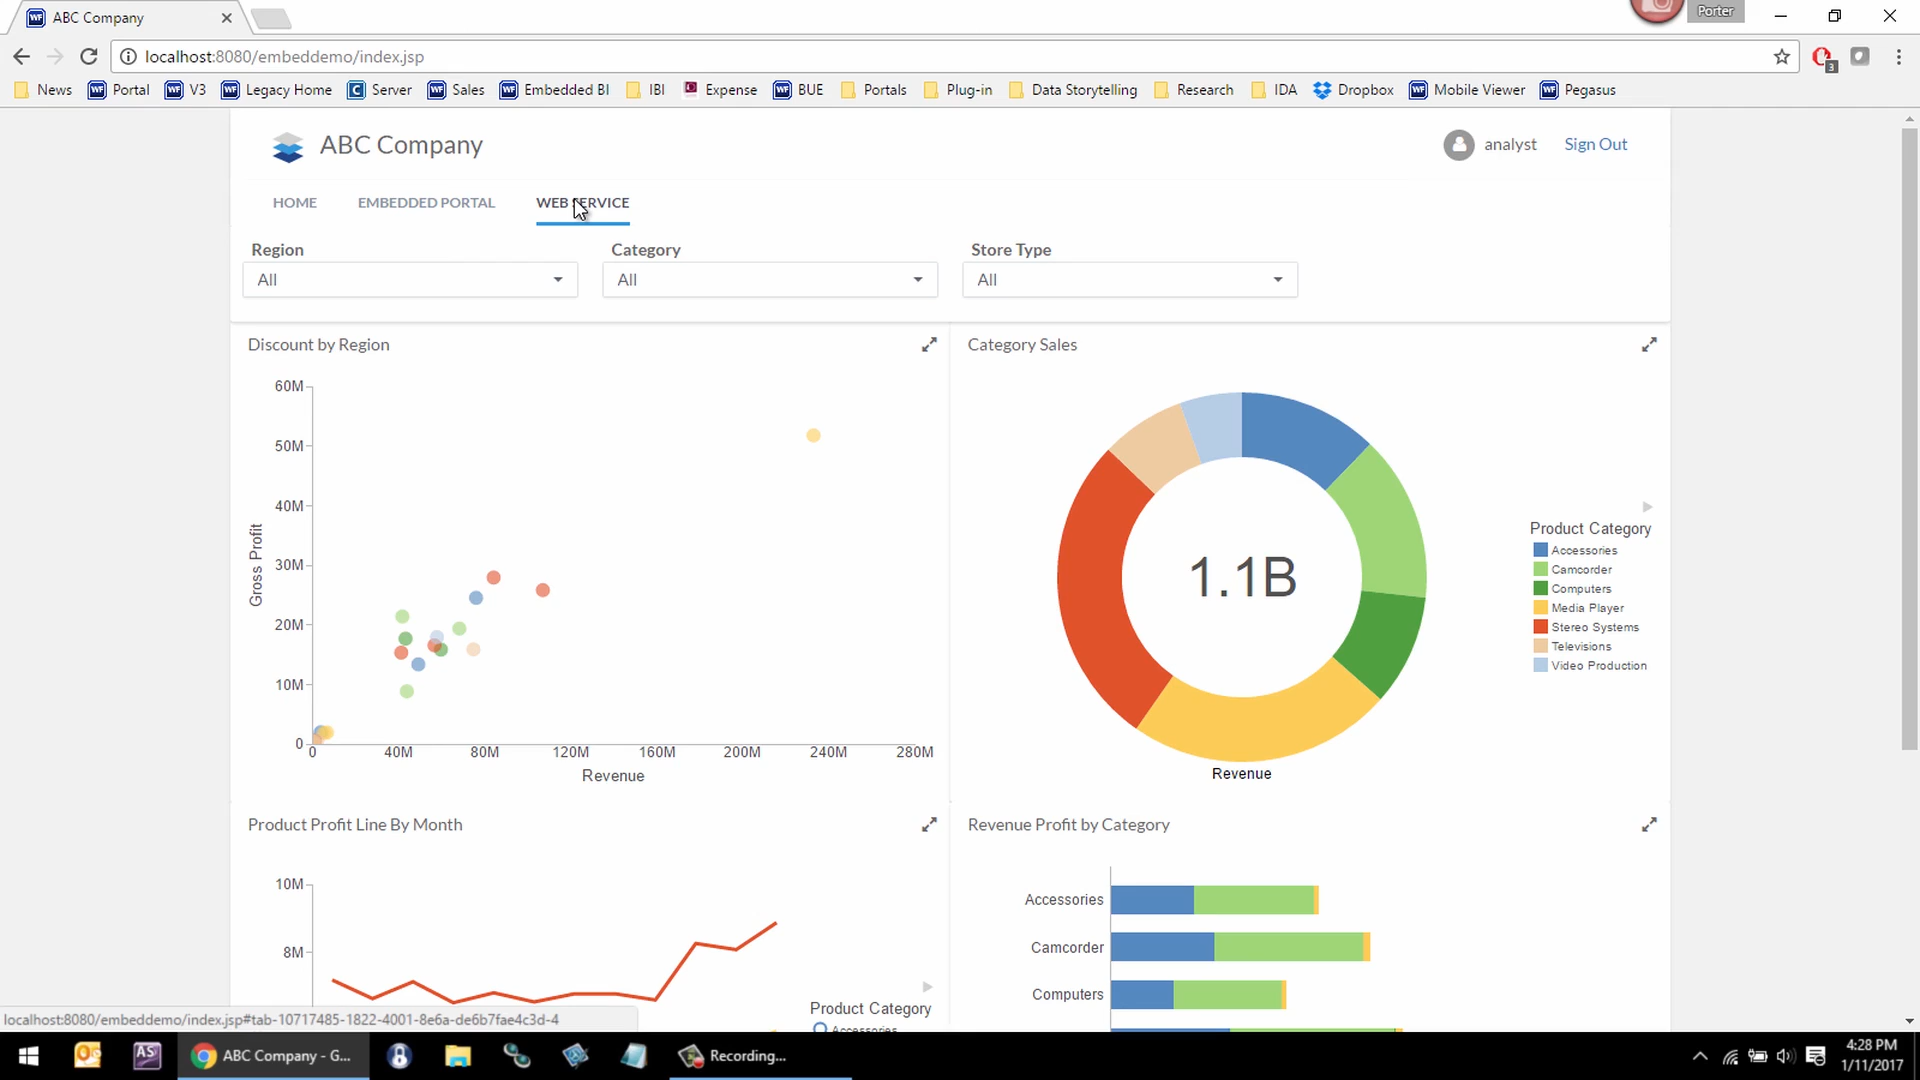 ABC Company
Porter
localhost:8080/embeddemo/index.jsp
3
News Portal V3 Legacy Home Server Sales Embedded BI IBI Expense BUE Portals Plug-in Data Storytelling Research IDA Dropbox Mobile Viewer Pegasus
ABC Company
analyst Sign Out
HOME EMBEDDED PORTAL WEB SERVICE
Region Category Store Type
All All All
Discount by Region
60M
50M
40M
30M
20M
10M
0
Gross Profit
0 40M 80M 120M 160M 200M 240M 280M
Revenue
Category Sales
1.1B
Revenue
Product Category
Accessories
Camcorder
Computers
Media Player
Stereo Systems
Televisions
Video Production
Product Profit Line By Month
10M
8M
Product Category
Accessories
Revenue Profit by Category
Accessories
Camcorder
Computers
localhost:8080/embeddemo/index.jsp#tab-10717485-1822-4001-8e6a-de6b7fae4c3d-4
ABC Company - G...
Recording...
4:28 PM
1/11/2017